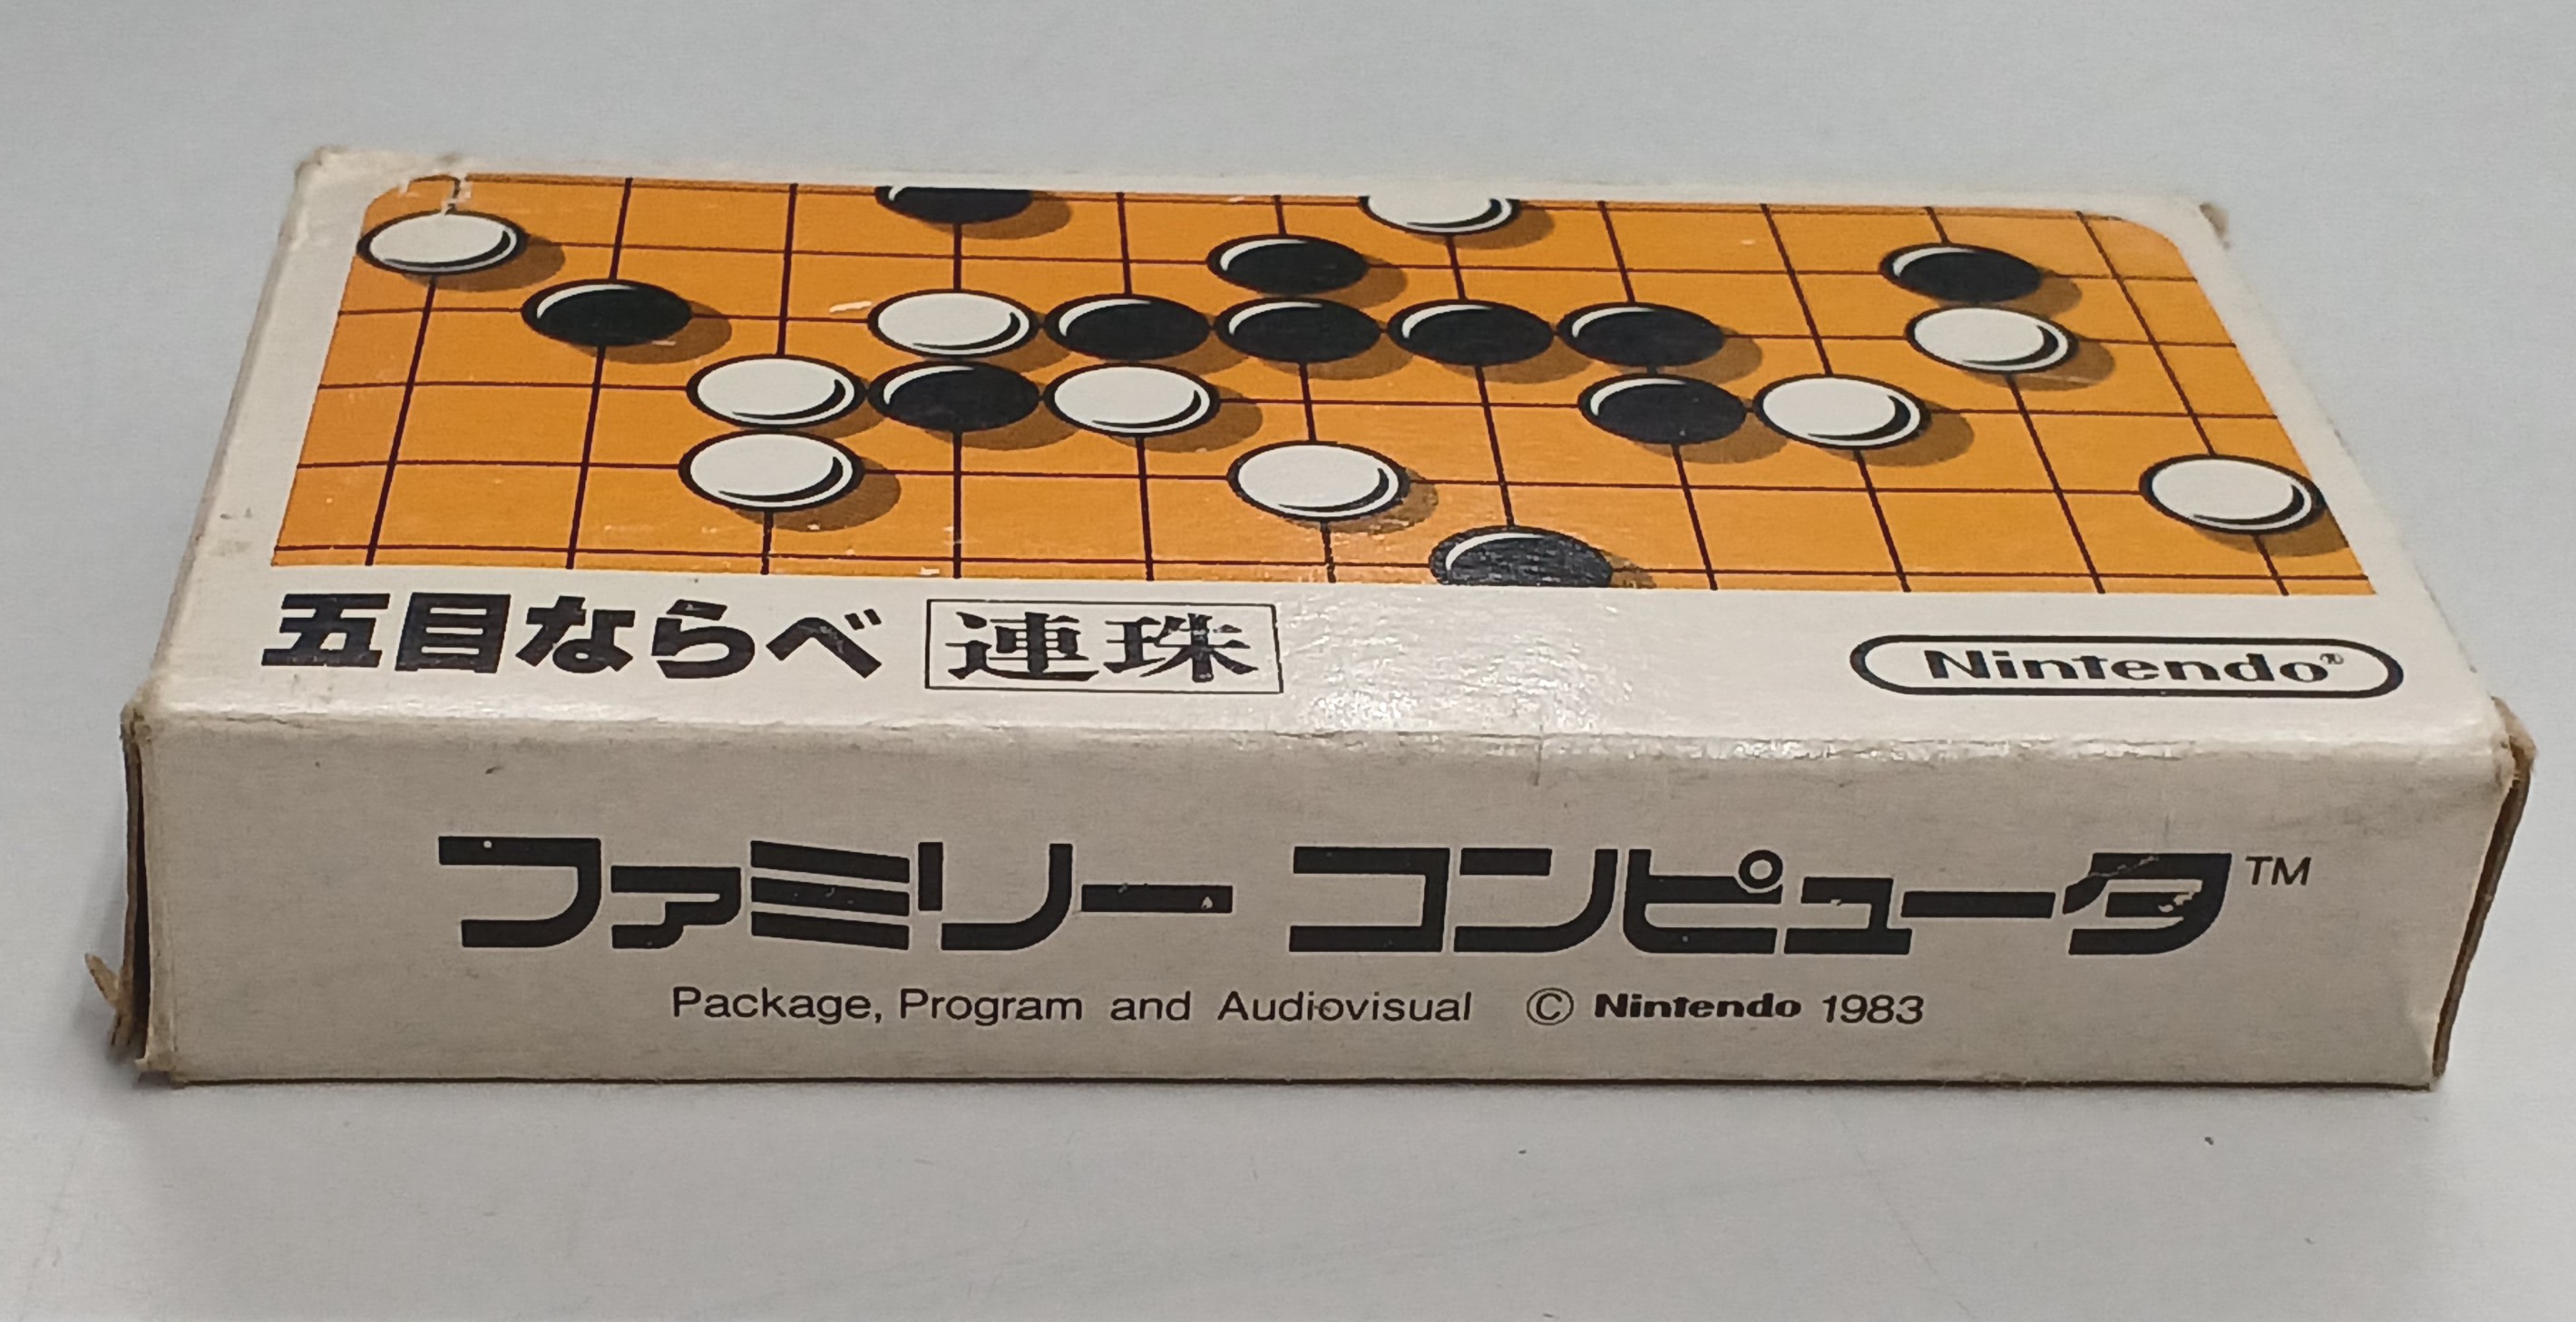 五目ならべ 連珠
Nintendo®
ファミリー コンピュータ™
Package, Program and Audiovisual © Nintendo 1983